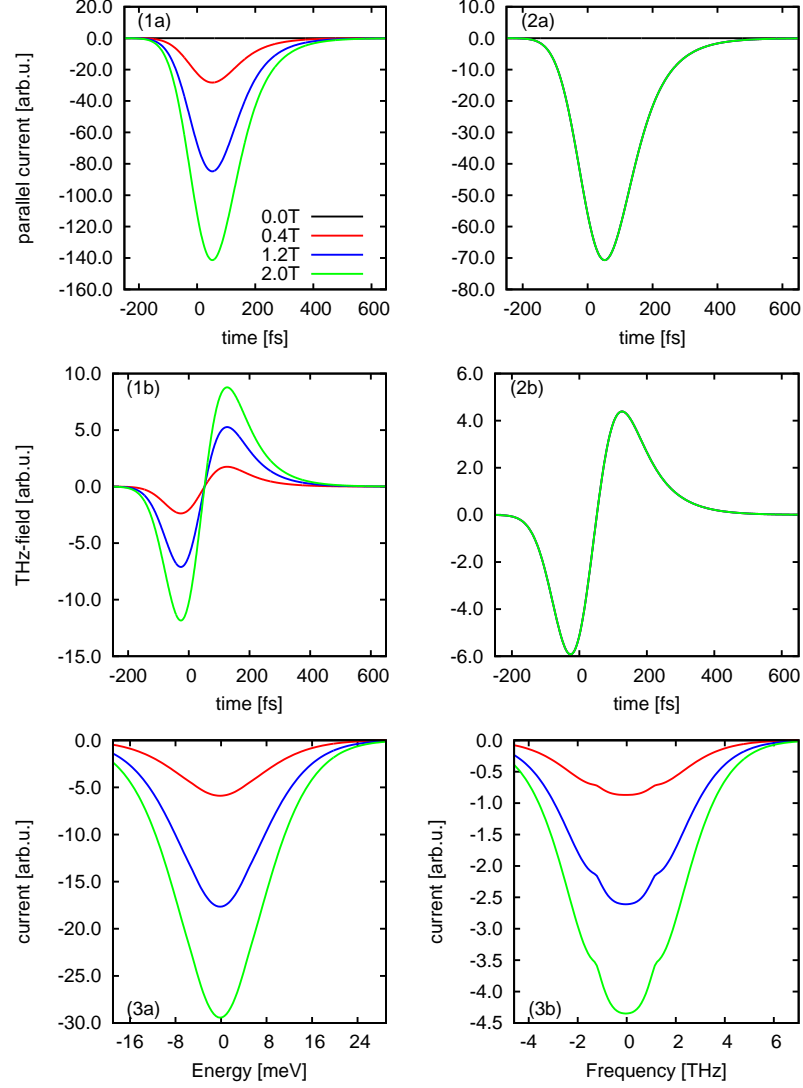 (1a)
20.0
0.0
-20.0
-40.0
-60.0
-80.0
-100.0
-120.0
-140.0
-160.0
parallel current [arb.u.]
0.0T
0.4T
1.2T
2.0T
-200 0 200 400 600
time [fs]
(2a)
0.0
-10.0
-20.0
-30.0
-40.0
-50.0
-60.0
-70.0
-80.0
-200 0 200 400 600
time [fs]
(1b)
10.0
5.0
0.0
-5.0
-10.0
-15.0
THz-field [arb.u.]
-200 0 200 400 600
time [fs]
(2b)
6.0
4.0
2.0
0.0
-2.0
-4.0
-6.0
-200 0 200 400 600
time [fs]
0.0
-5.0
-10.0
-15.0
-20.0
-25.0
-30.0
current [arb.u.]
(3a)
-16 -8 0 8 16 24
Energy [meV]
0.0
-0.5
-1.0
-1.5
-2.0
-2.5
-3.0
-3.5
-4.0
-4.5
current [arb.u.]
(3b)
-4 -2 0 2 4 6
Frequency [THz]